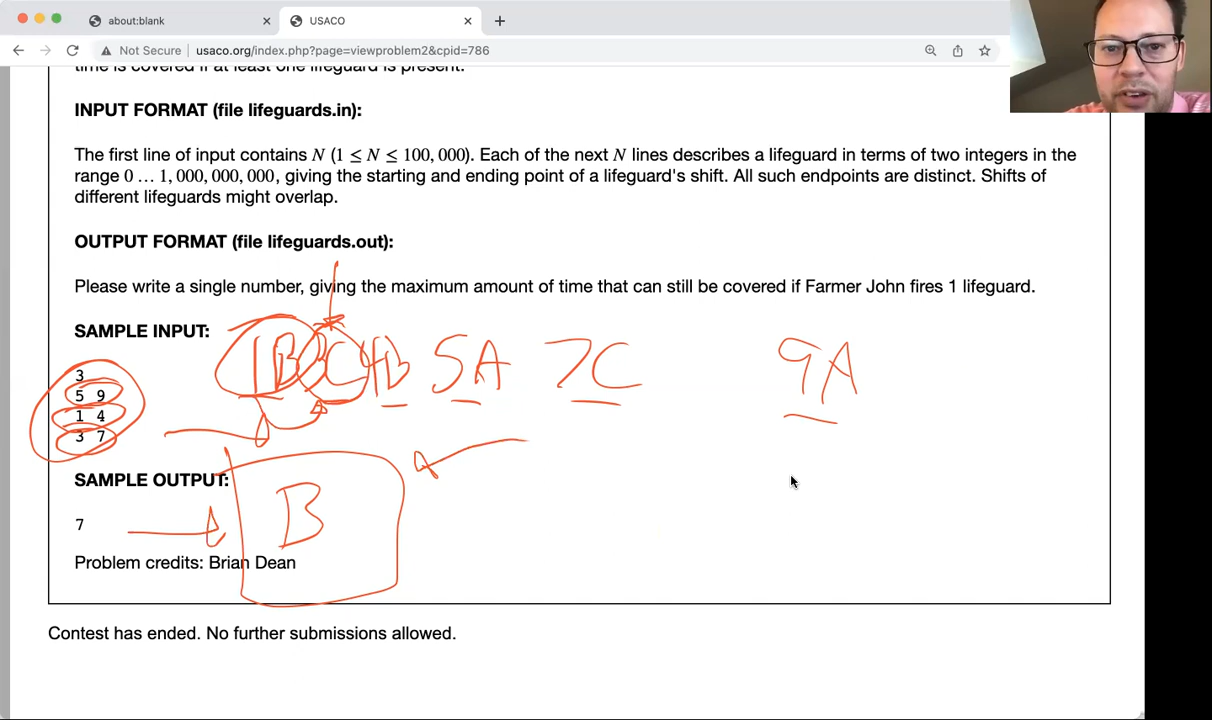 about:blank
USACO
Not Secure
usaco.org/index.php?page=viewproblem2&cpid=786
time is covered if at least one lifeguard is present.
INPUT FORMAT (file lifeguards.in):
The first line of input contains N (1 ≤ N ≤ 100,000). Each of the next N lines describes a lifeguard in terms of two integers in the
range 0 … 1,000,000,000, giving the starting and ending point of a lifeguard's shift. All such endpoints are distinct. Shifts of
different lifeguards might overlap.
OUTPUT FORMAT (file lifeguards.out):
Please write a single number, giving the maximum amount of time that can still be covered if Farmer John fires 1 lifeguard.
SAMPLE INPUT:
1B 3C 4B 5A 7C 9A
3
5 9
1 4
3 7
SAMPLE OUTPUT:
B
7
Problem credits: Brian Dean
Contest has ended. No further submissions allowed.